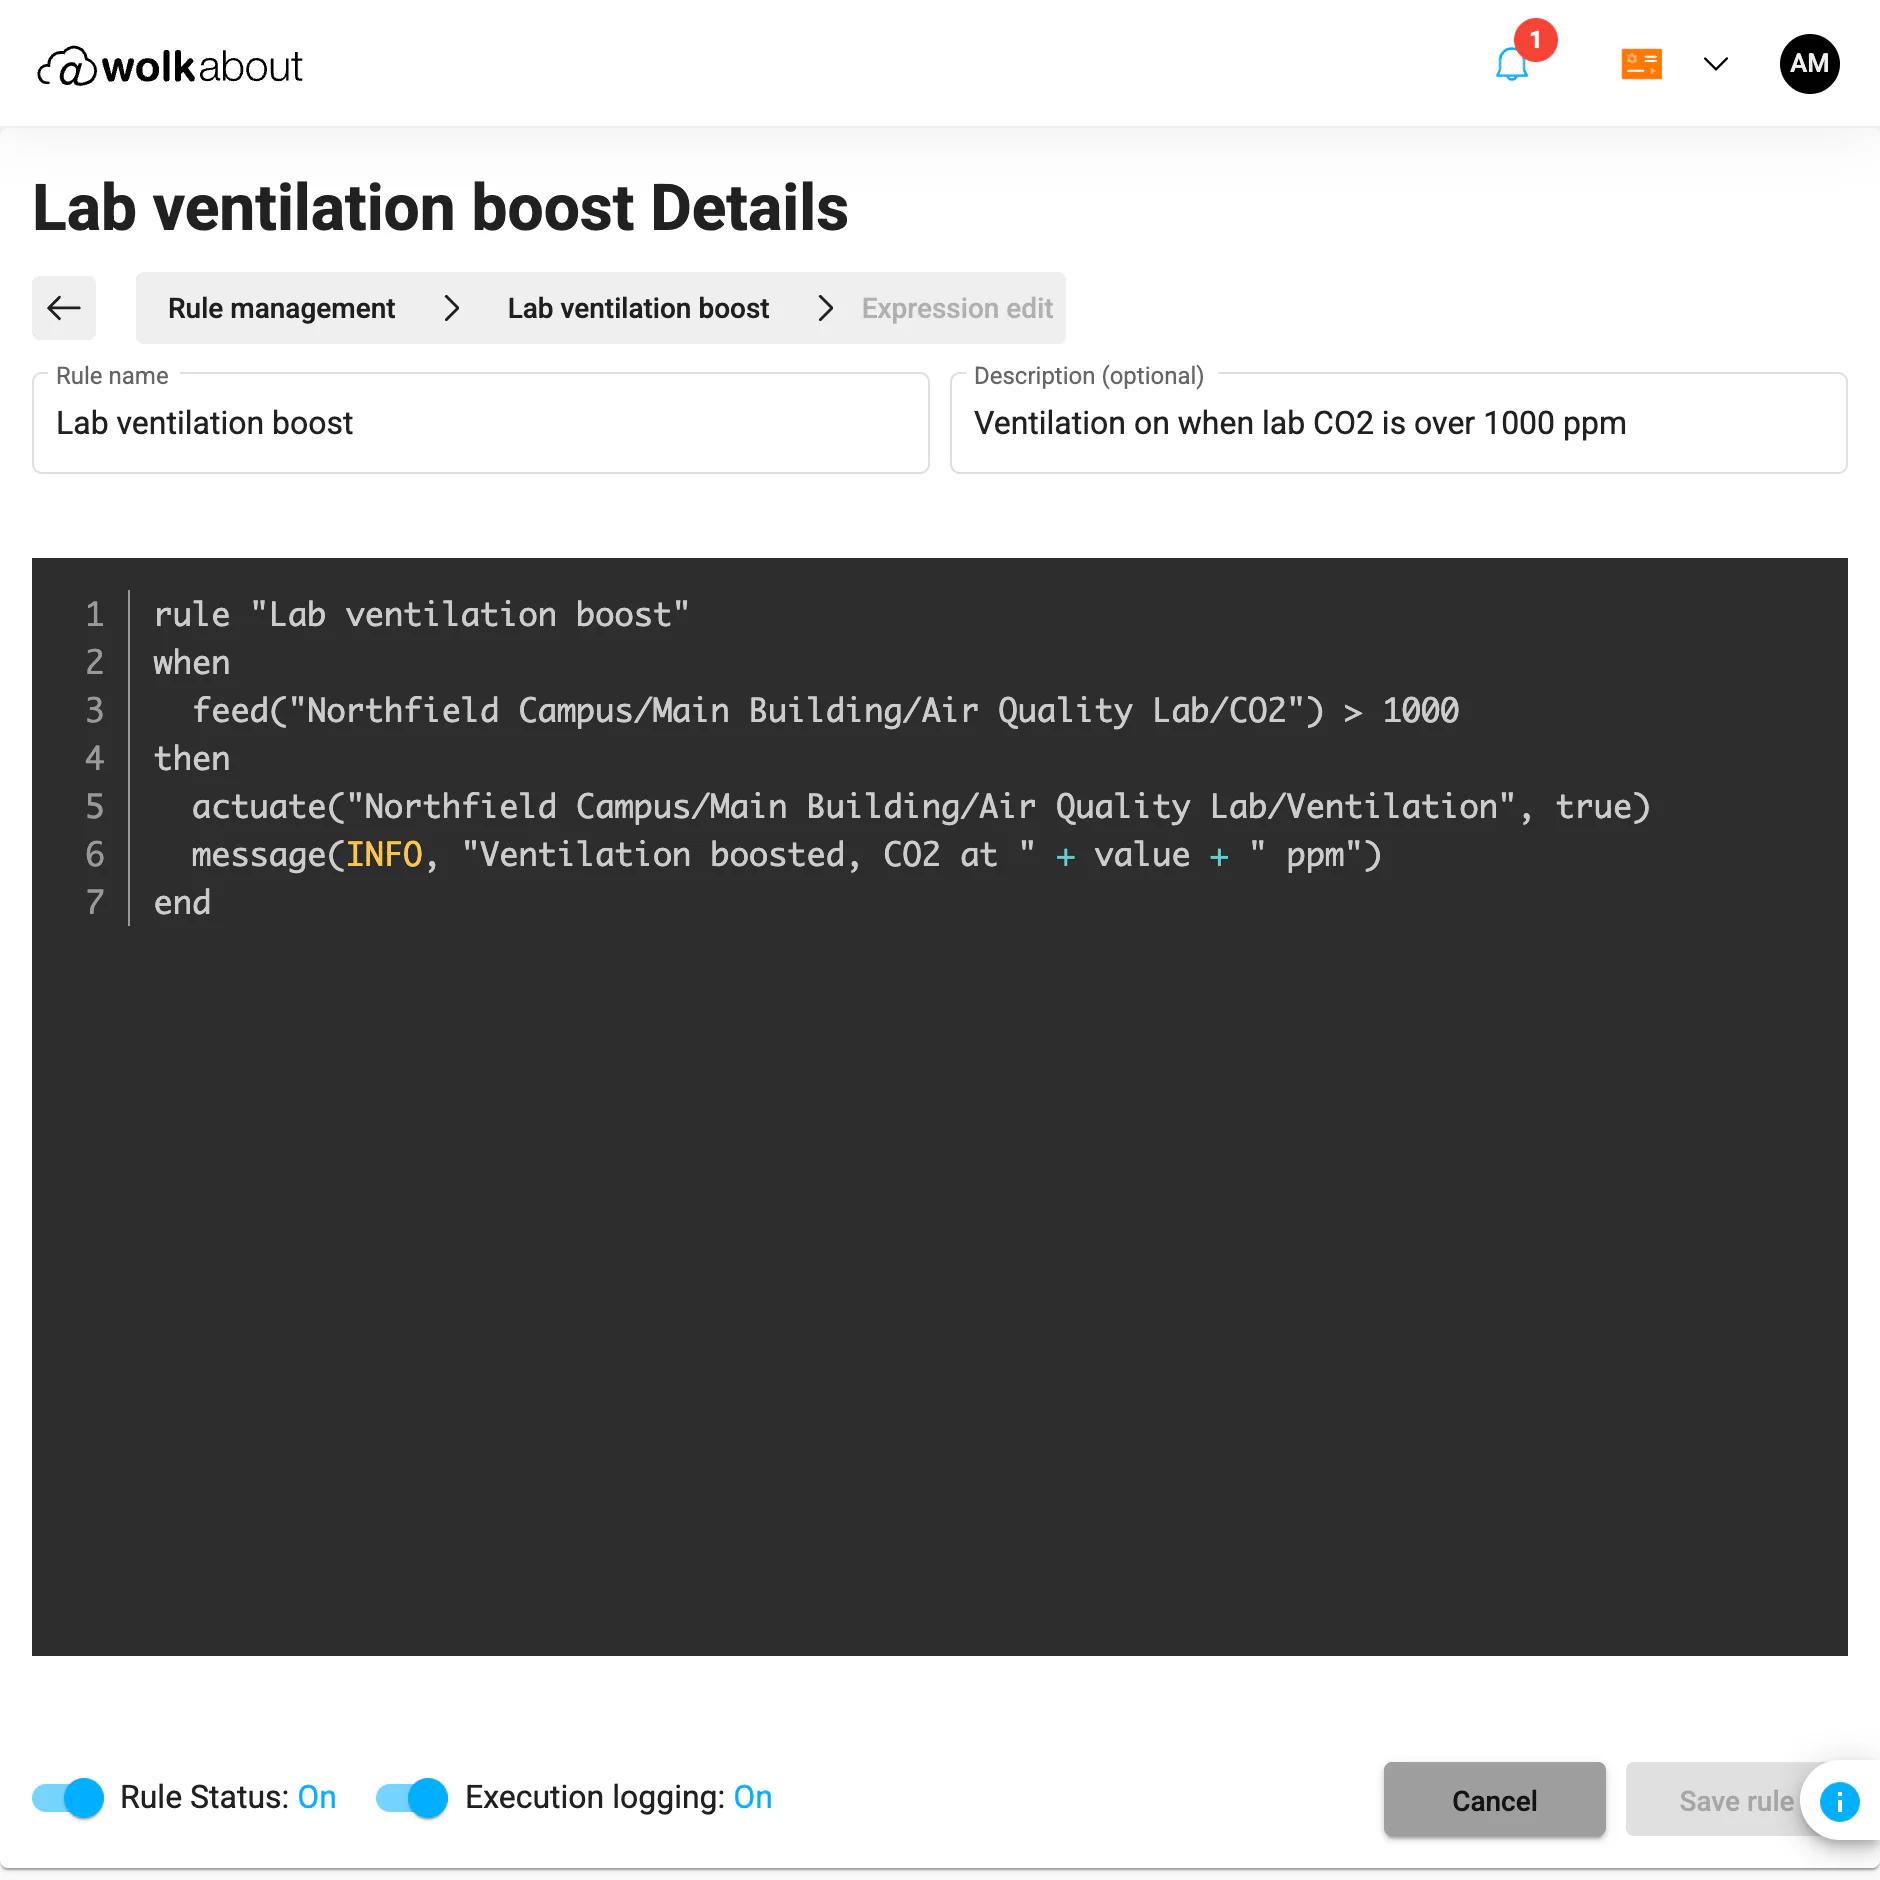 @wolkabout
1
AM
Lab ventilation boost Details
Rule management > Lab ventilation boost > Expression edit
Rule name
Lab ventilation boost
Description (optional)
Ventilation on when lab CO2 is over 1000 ppm
1 rule "Lab ventilation boost"
2 when
3   feed("Northfield Campus/Main Building/Air Quality Lab/CO2") > 1000
4 then
5   actuate("Northfield Campus/Main Building/Air Quality Lab/Ventilation", true)
6   message(INFO, "Ventilation boosted, CO2 at " + value + " ppm")
7 end
Rule Status: On
Execution logging: On
Cancel
Save rule
i